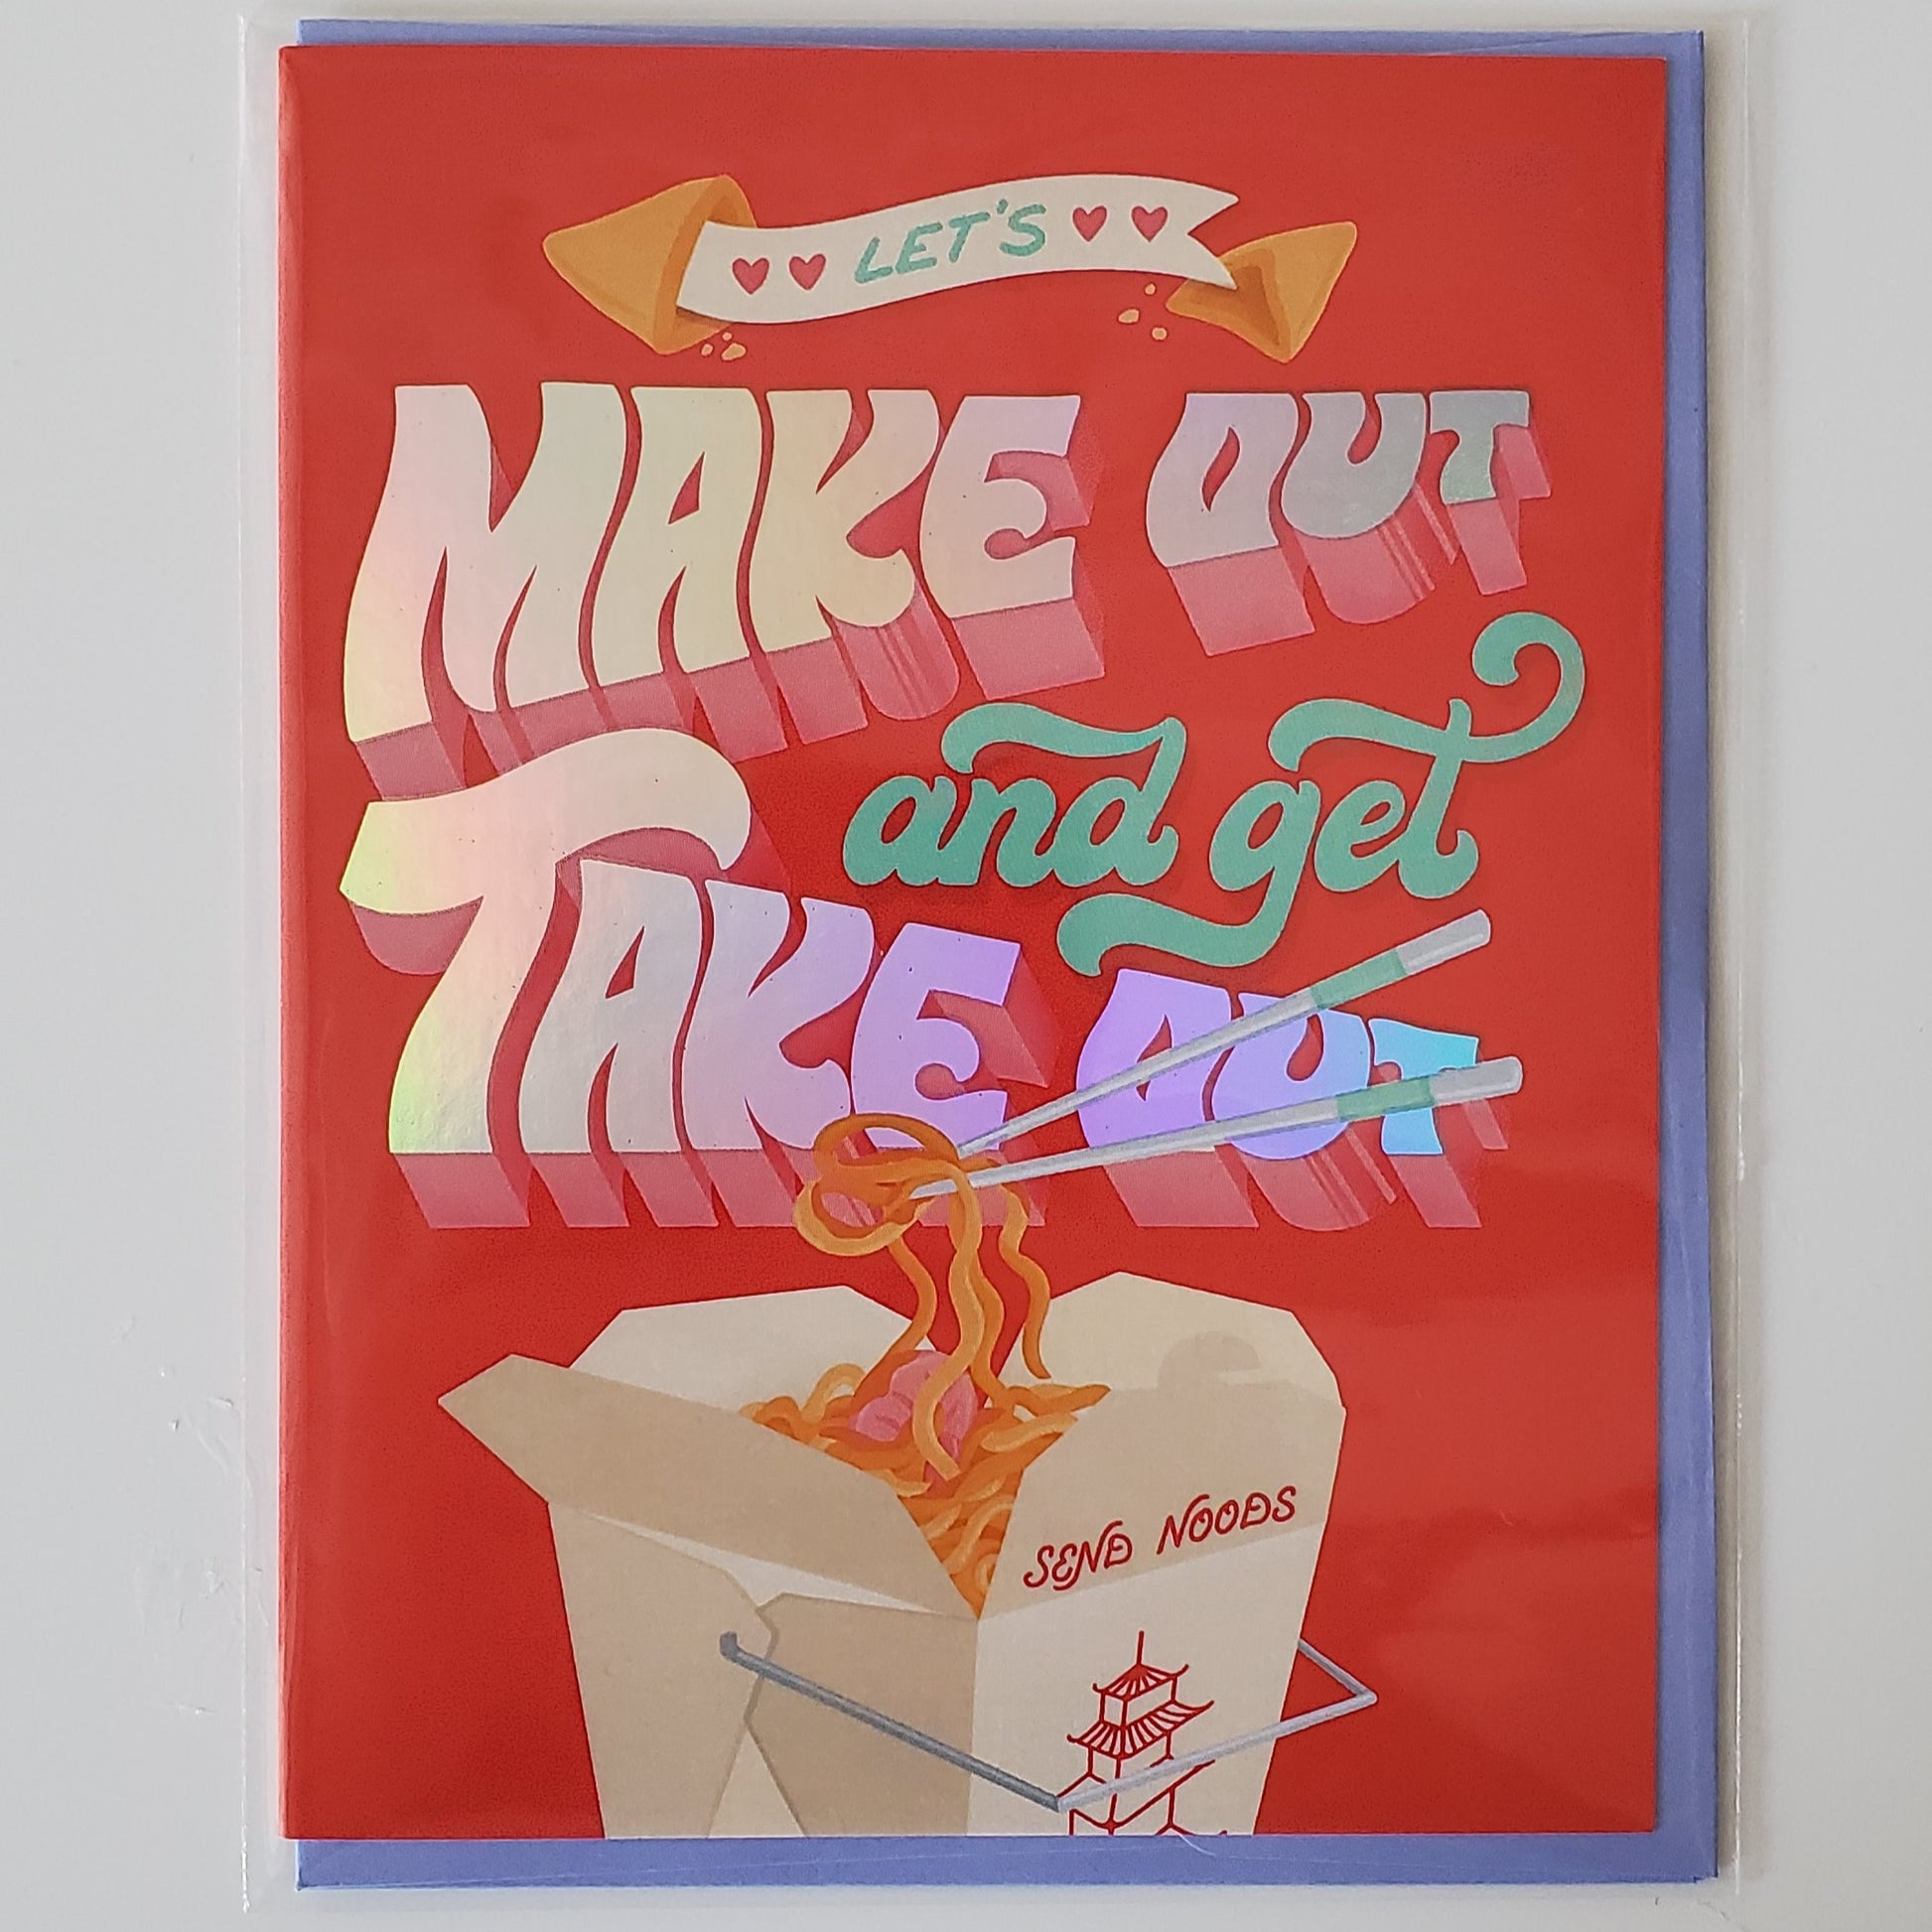 LET'S
MAKE OUT
and get
TAKE OUT
SEND NOODS